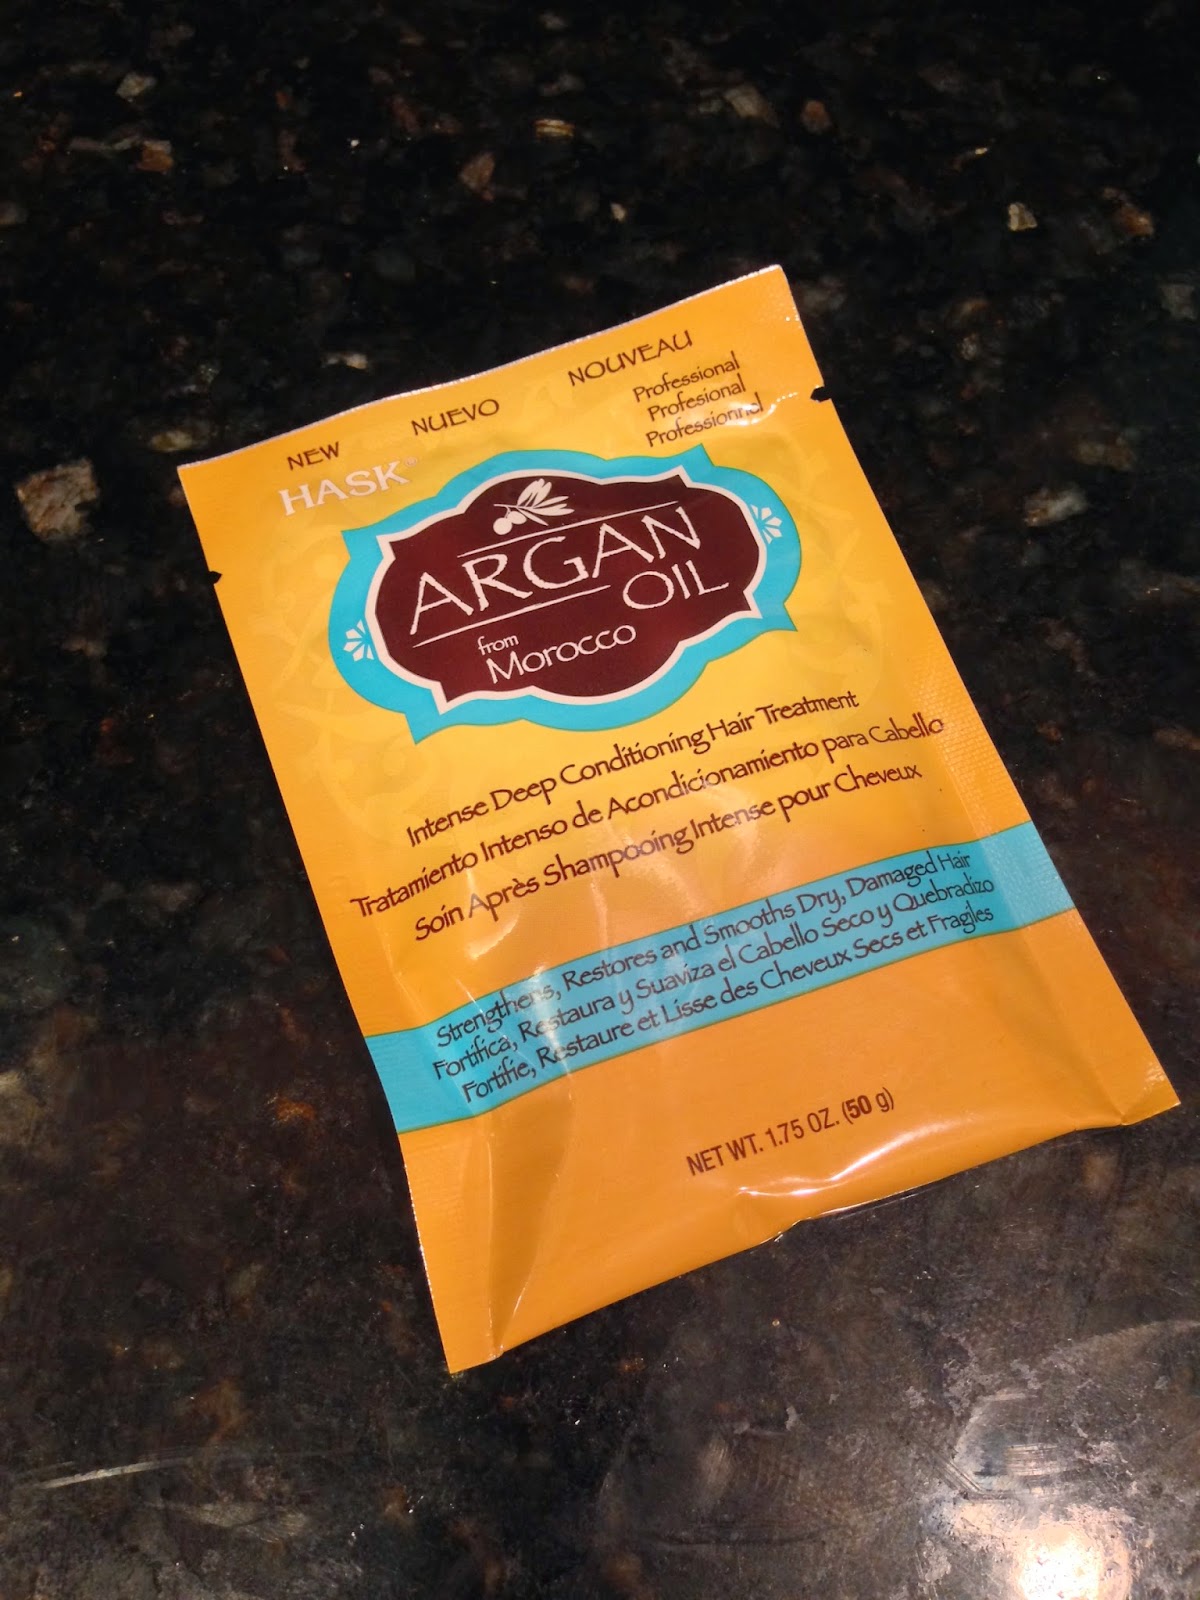 NEW NUEVO NOUVEAU
Professional
Profesional
Professionnel
HASK®
ARGAN
OIL
from
Morocco
Intense Deep Conditioning Hair Treatment
Tratamiento Intenso de Acondicionamiento para Cabello
Soin Après Shampooing Intense pour Cheveux
Strengthens, Restores and Smooths Dry, Damaged Hair
Fortifica, Restaura y Suaviza el Cabello Seco y Quebradizo
Fortifie, Restaure et Lisse des Cheveux Secs et Fragiles
NET WT. 1.75 OZ. (50 g)